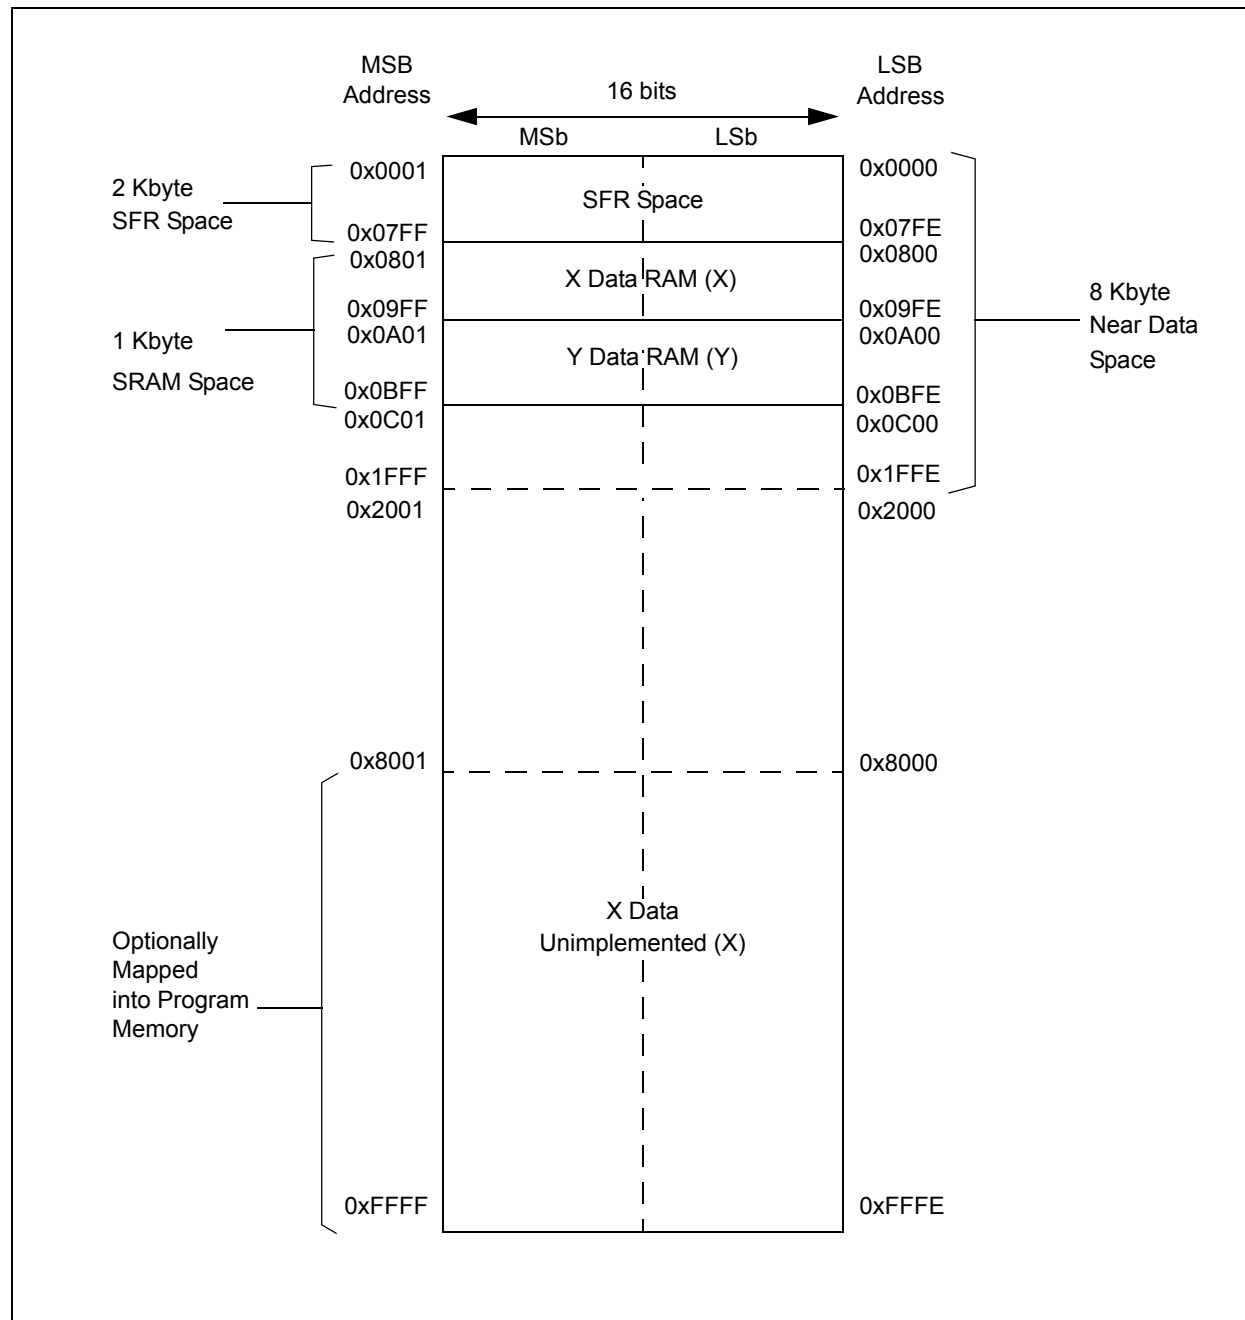 MSB
Address
LSB
Address
16 bits
MSb
LSb
0x0001
0x0000
2 Kbyte
SFR Space
SFR Space
0x07FF
0x07FE
0x0801
0x0800
X Data RAM (X)
0x09FF
0x09FE
0x0A01
0x0A00
1 Kbyte
SRAM Space
Y Data RAM (Y)
8 Kbyte
Near Data
Space
0x0BFF
0x0BFE
0x0C01
0x0C00
0x1FFF
0x1FFE
0x2001
0x2000
0x8001
0x8000
X Data
Unimplemented (X)
Optionally
Mapped
into Program
Memory
0xFFFF
0xFFFE